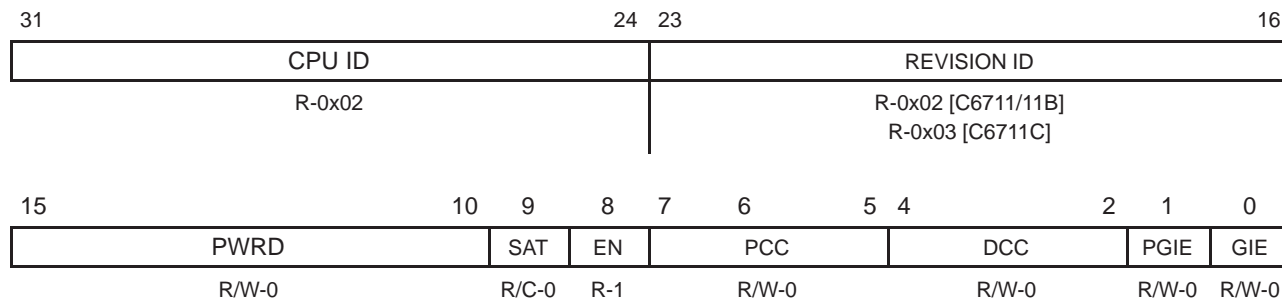 31 24 23 16
CPU ID REVISION ID
R-0x02 R-0x02 [C6711/11B]
R-0x03 [C6711C]
15 10 9 8 7 6 5 4 2 1 0
PWRD SAT EN PCC DCC PGIE GIE
R/W-0 R/C-0 R-1 R/W-0 R/W-0 R/W-0 R/W-0